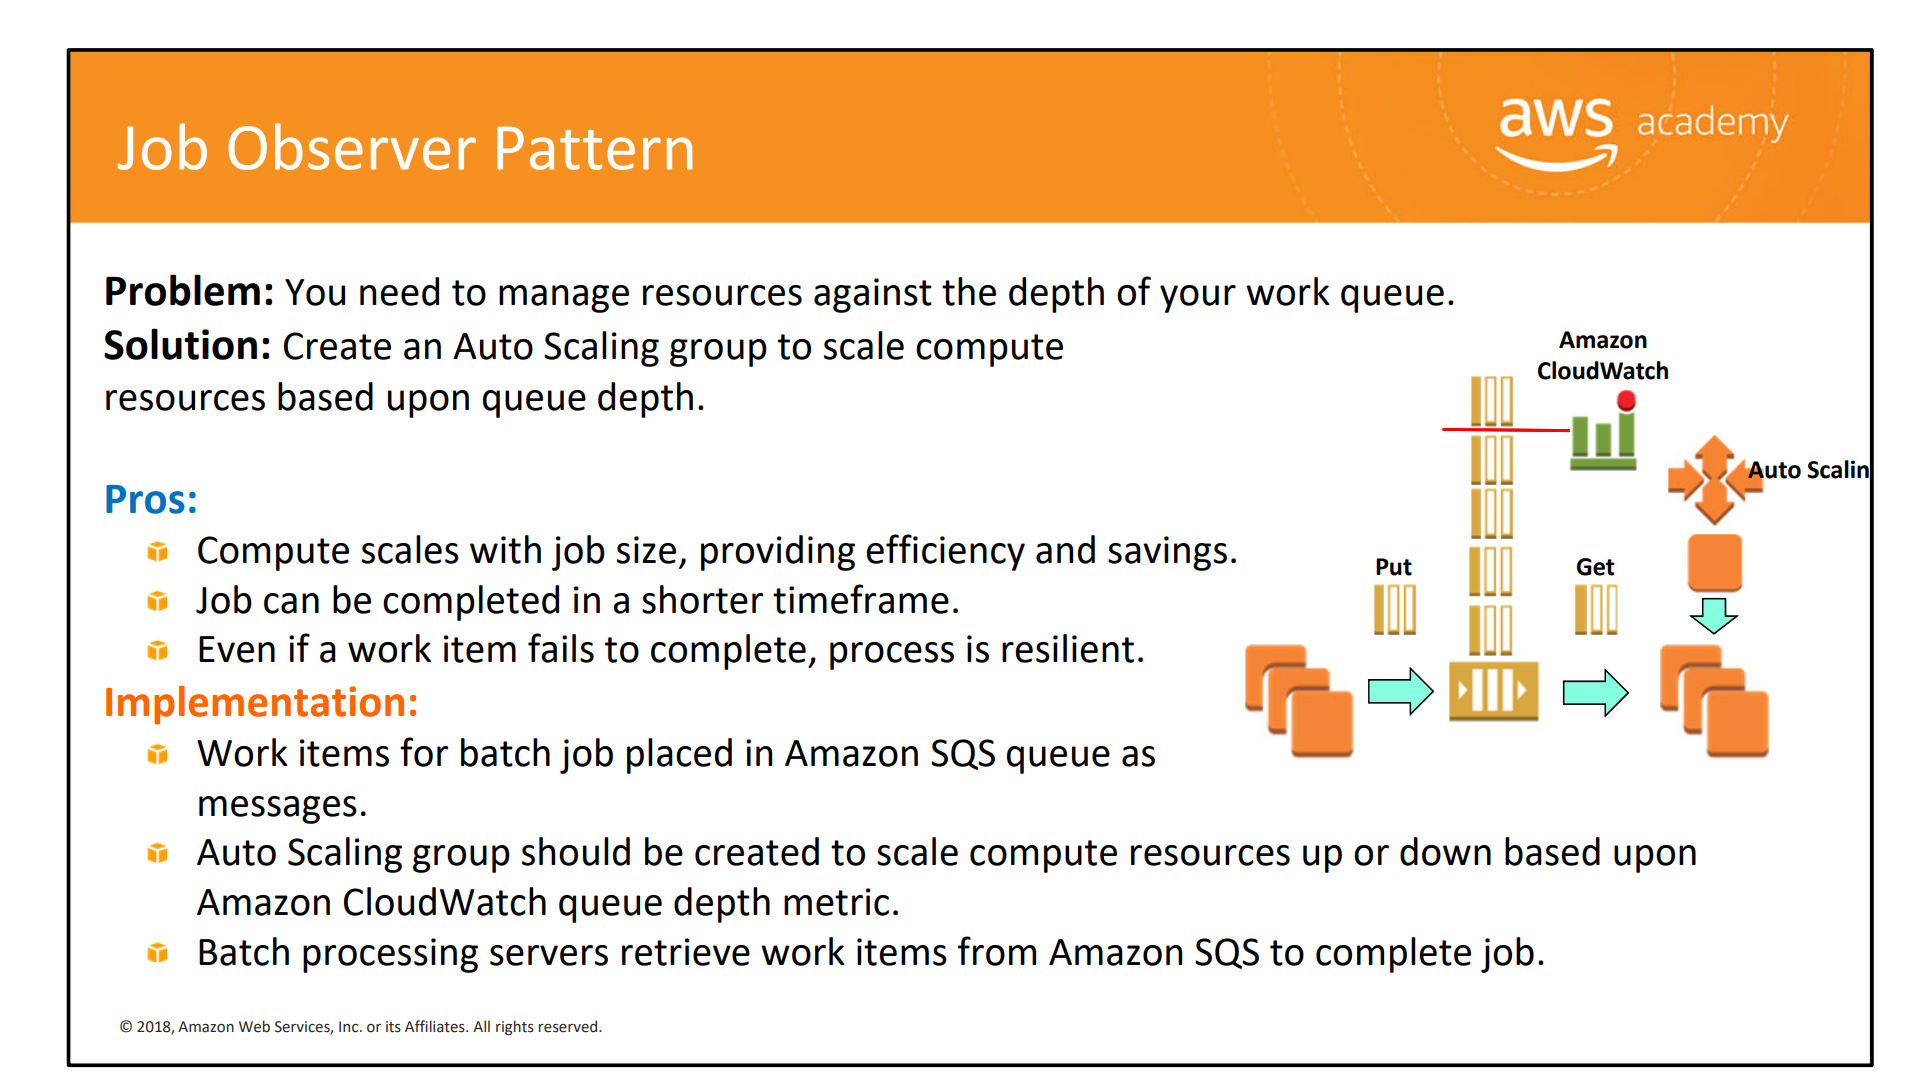 Job Observer Pattern
aws academy
Problem: You need to manage resources against the depth of your work queue.
Solution: Create an Auto Scaling group to scale compute
resources based upon queue depth.
Amazon
CloudWatch
Auto Scalin
Put
Get
Pros:
Compute scales with job size, providing efficiency and savings.
Job can be completed in a shorter timeframe.
Even if a work item fails to complete, process is resilient.
Implementation:
Work items for batch job placed in Amazon SQS queue as
messages.
Auto Scaling group should be created to scale compute resources up or down based upon
Amazon CloudWatch queue depth metric.
Batch processing servers retrieve work items from Amazon SQS to complete job.
© 2018, Amazon Web Services, Inc. or its Affiliates. All rights reserved.